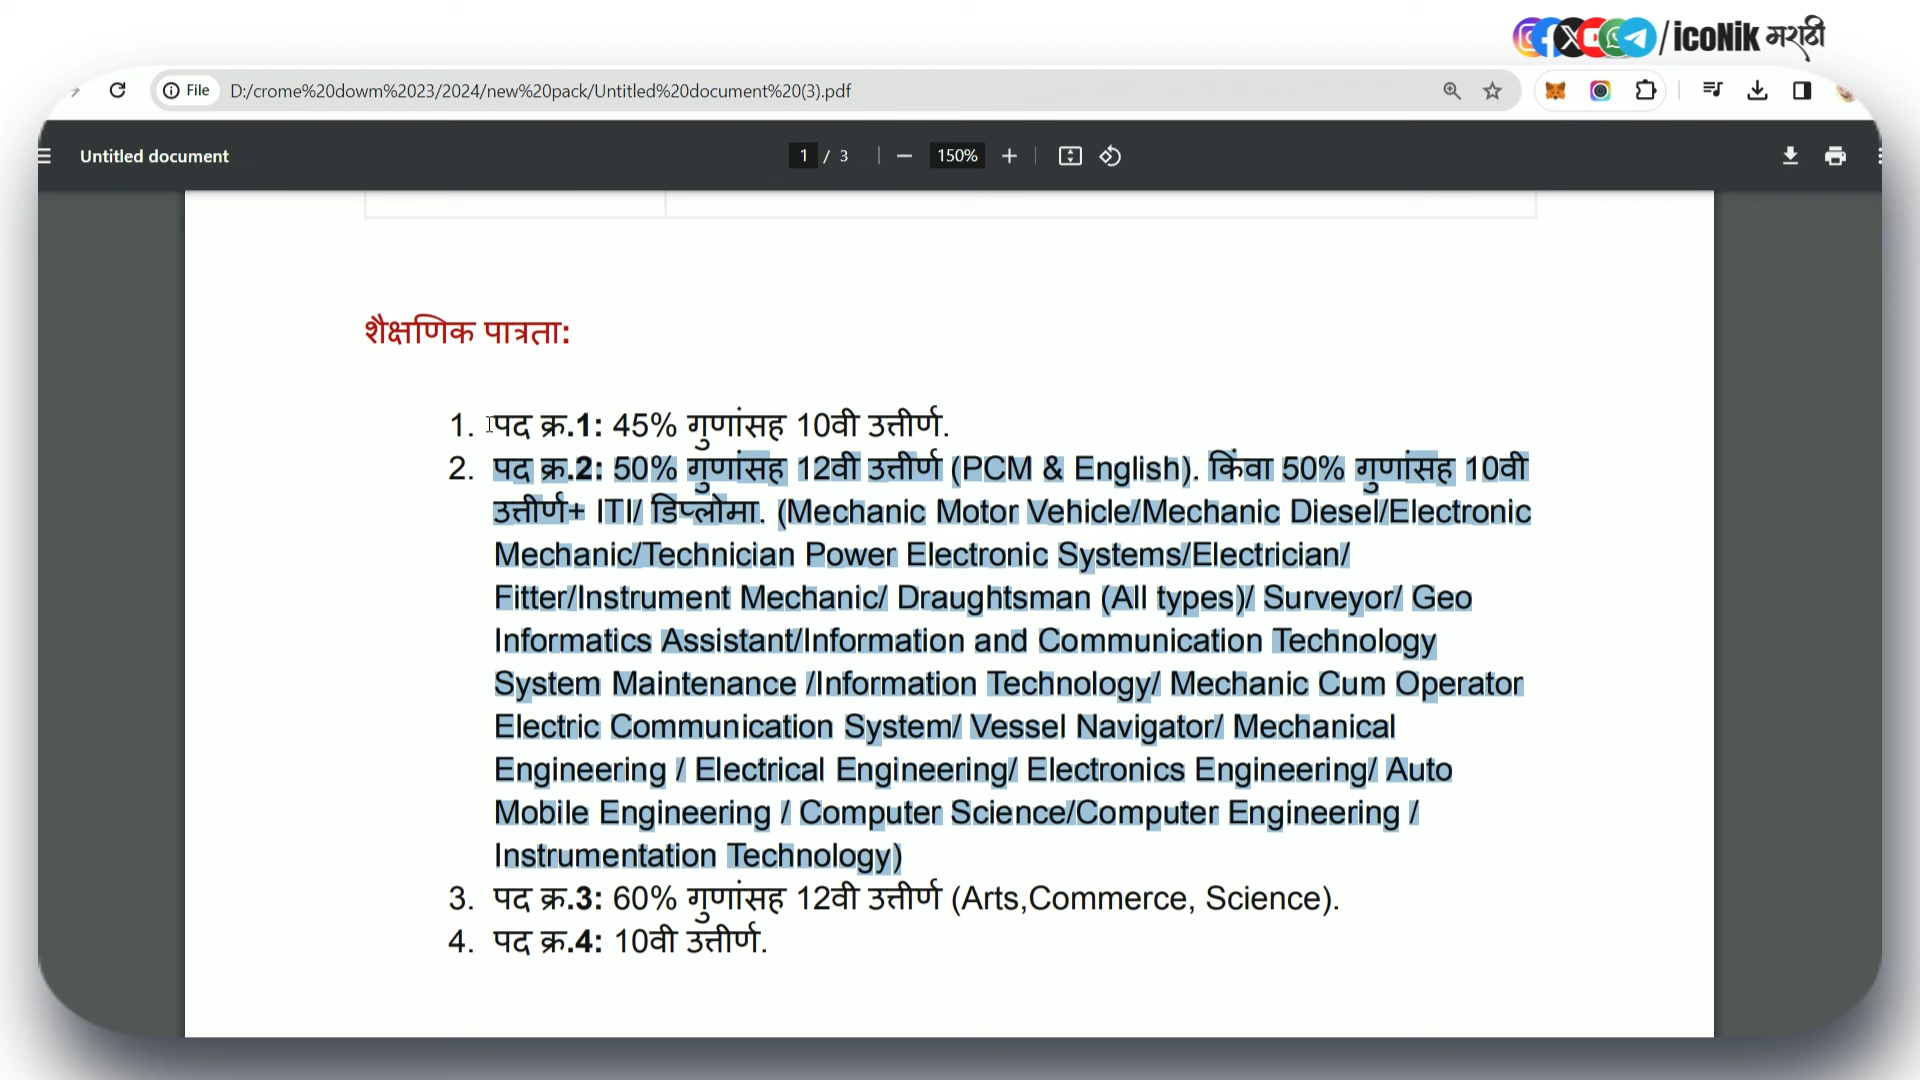 /icoNik मराठी
File D:/crome%20dowm%2023/2024/new%20pack/Untitled%20document%20(3).pdf
Untitled document 1 / 3 150%
शैक्षणिक पात्रता:
1. पद क्र.1: 45% गुणांसह 10वी उत्तीर्ण.
2. पद क्र.2: 50% गुणांसह 12वी उत्तीर्ण (PCM & English). किंवा 50% गुणांसह 10वी
उत्तीर्ण+ ITI/ डिप्लोमा. (Mechanic Motor Vehicle/Mechanic Diesel/Electronic
Mechanic/Technician Power Electronic Systems/Electrician/
Fitter/Instrument Mechanic/ Draughtsman (All types)/ Surveyor/ Geo
Informatics Assistant/Information and Communication Technology
System Maintenance /Information Technology/ Mechanic Cum Operator
Electric Communication System/ Vessel Navigator/ Mechanical
Engineering / Electrical Engineering/ Electronics Engineering/ Auto
Mobile Engineering / Computer Science/Computer Engineering /
Instrumentation Technology)
3. पद क्र.3: 60% गुणांसह 12वी उत्तीर्ण (Arts,Commerce, Science).
4. पद क्र.4: 10वी उत्तीर्ण.